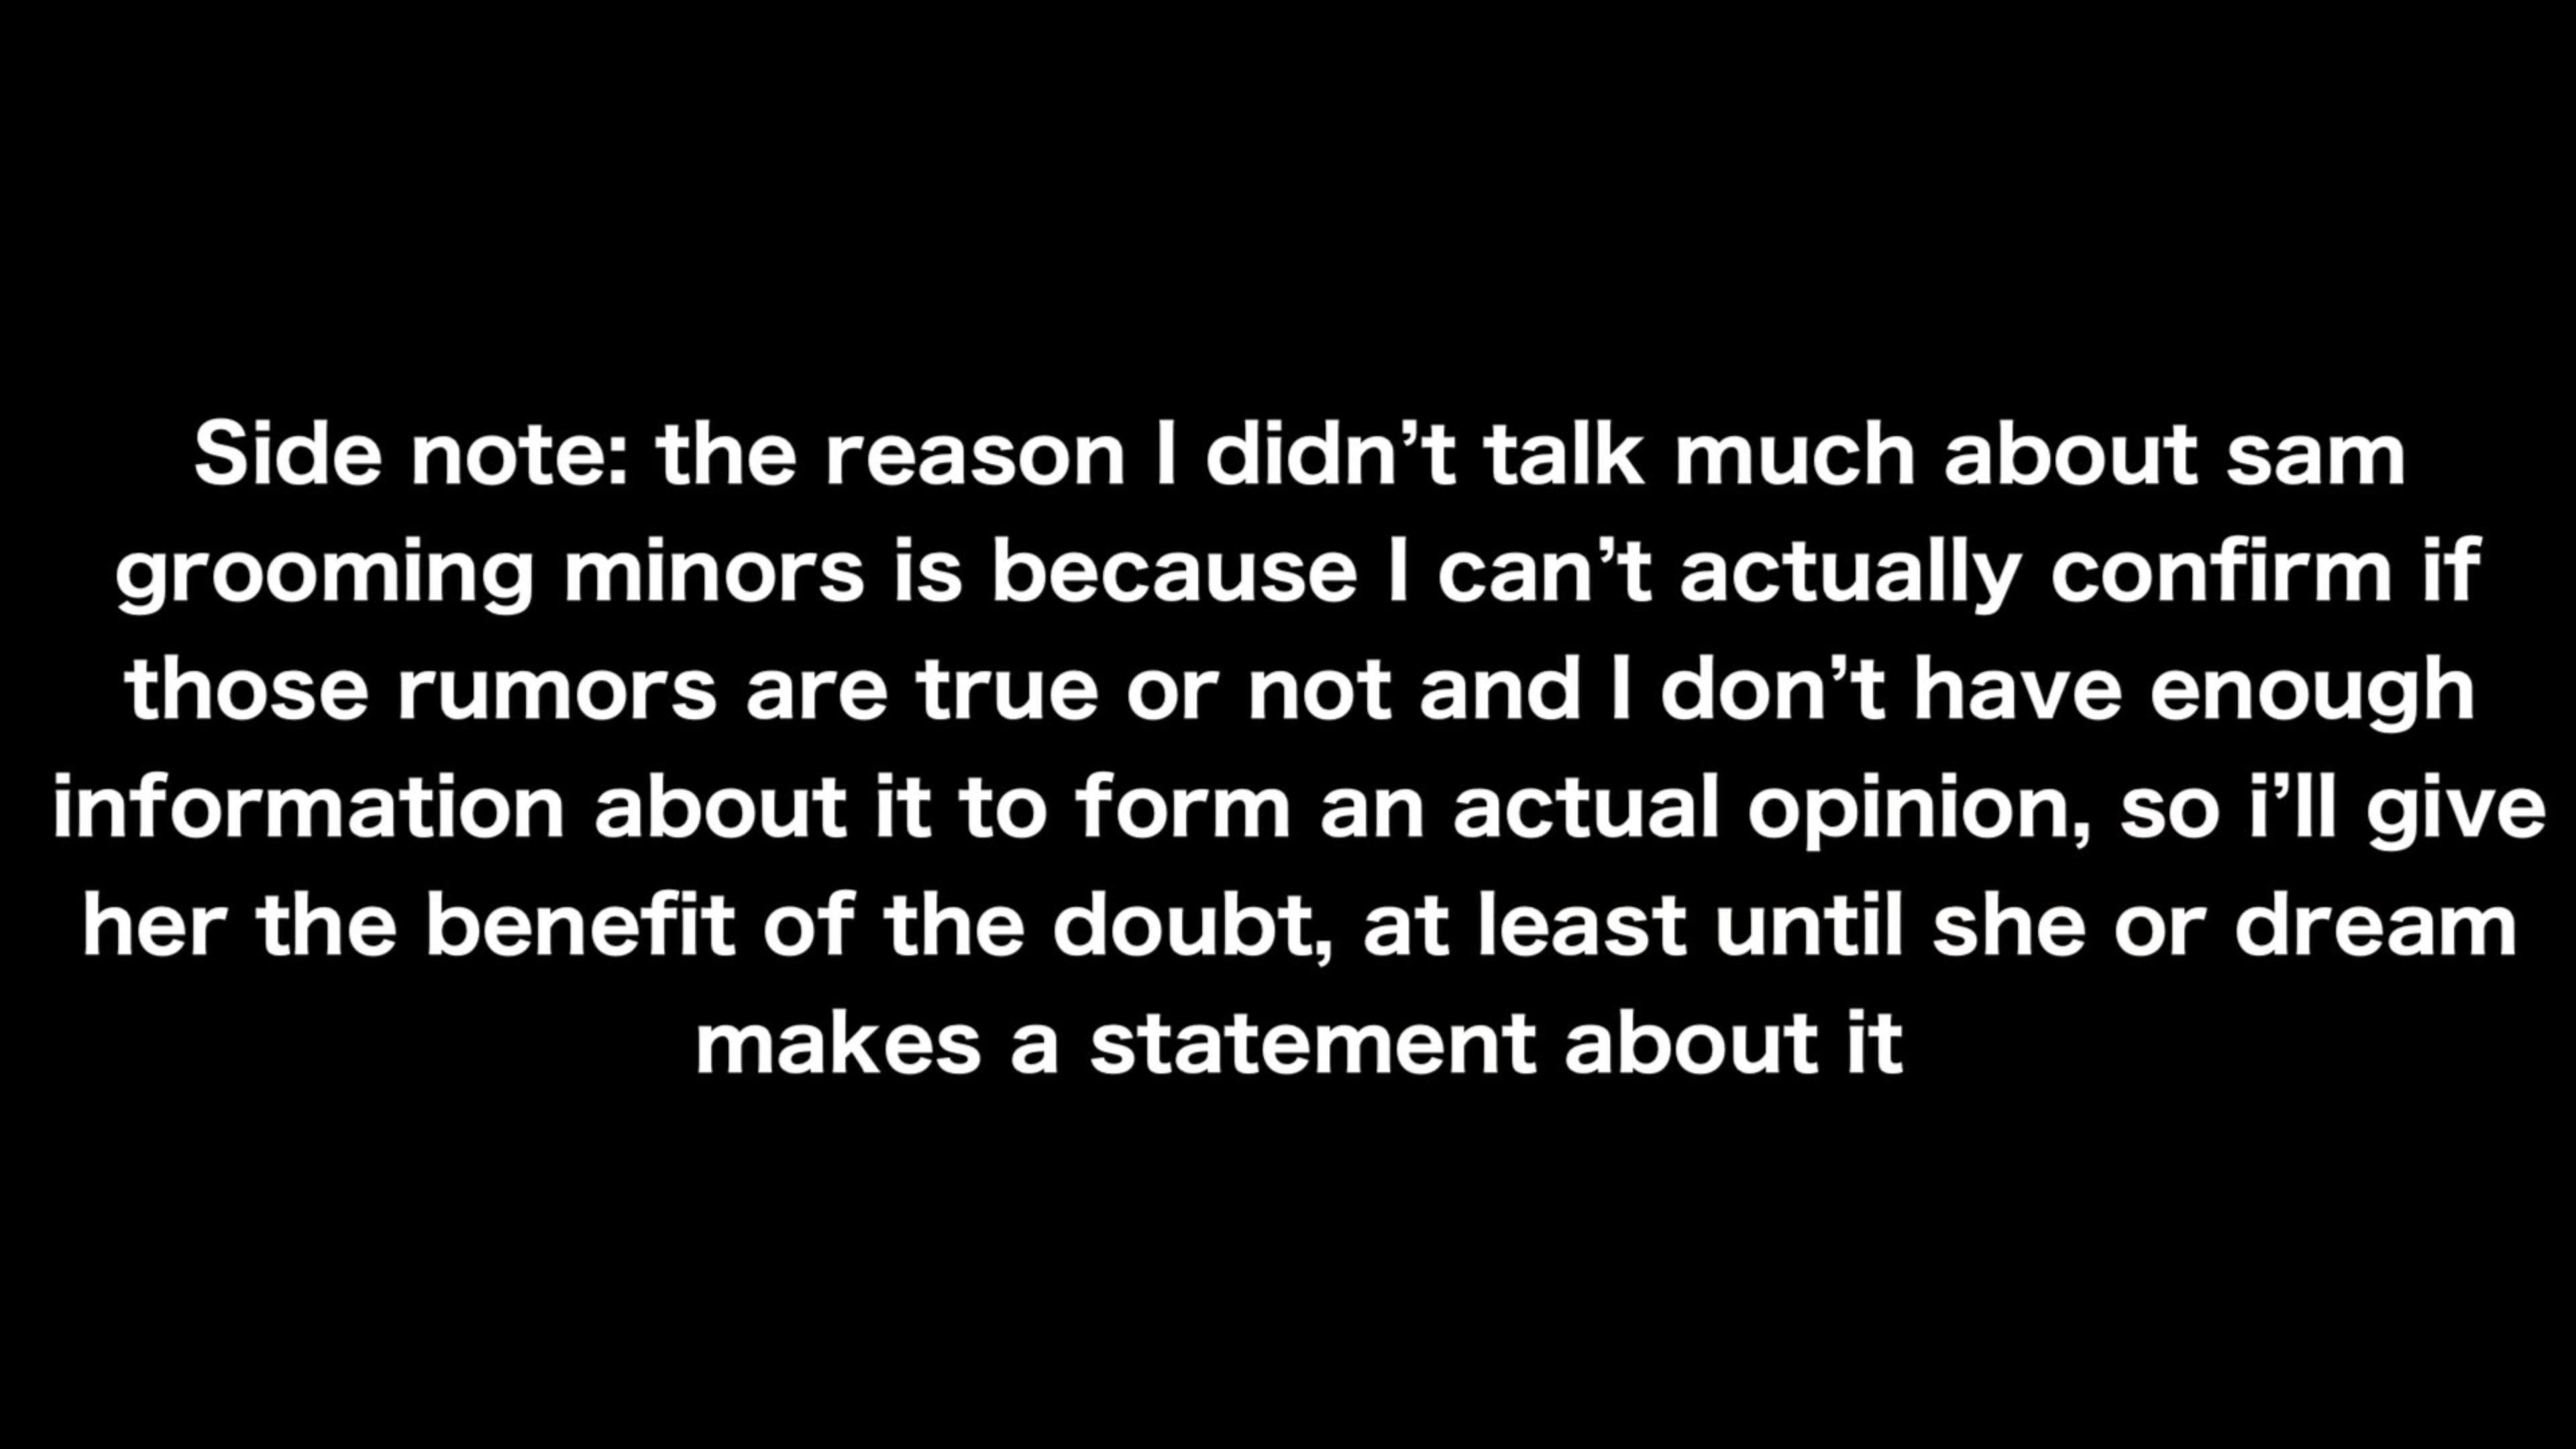 Side note: the reason I didn’t talk much about sam
grooming minors is because I can’t actually confirm if
those rumors are true or not and I don’t have enough
information about it to form an actual opinion, so i’ll give
her the benefit of the doubt, at least until she or dream
makes a statement about it